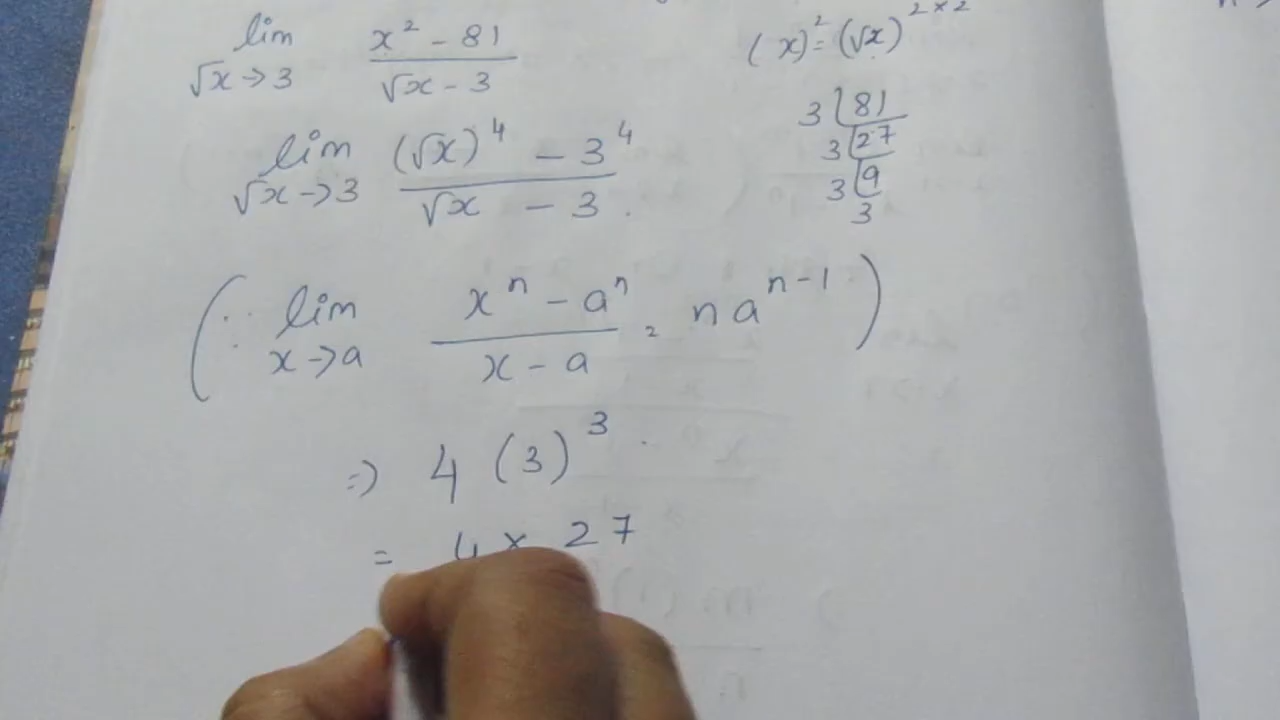 lim √x→3 x² - 81 / √x - 3
(x)² = (√x)^2×2
lim √x→3 (√x)⁴ - 3⁴ / √x - 3.
3 | 81
3 | 27
3 | 9
3
(∵ lim x→a xⁿ - aⁿ / x - a = n aⁿ⁻¹)
⇒ 4 (3)³
= 4 × 27